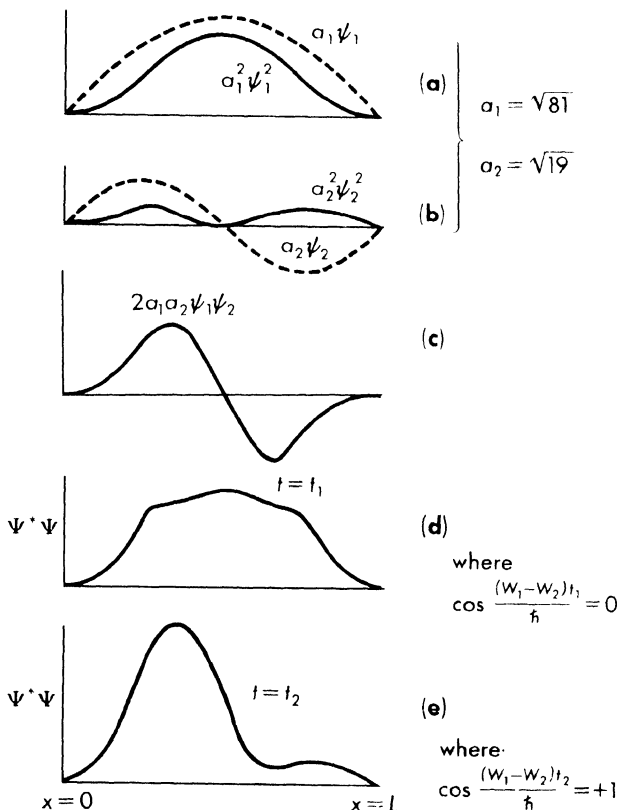 a₁ψ₁
a₁²ψ₁²
(a)
a₁ = √81
a₂ = √19
a₂²ψ₂²
(b)
a₂ψ₂
2a₁a₂ψ₁ψ₂
(c)
t = t₁
Ψ*Ψ
(d)
where
cos (W₁−W₂)t₁/ħ = 0
Ψ*Ψ
t = t₂
(e)
where
cos (W₁−W₂)t₂/ħ = +1
x = 0
x = l